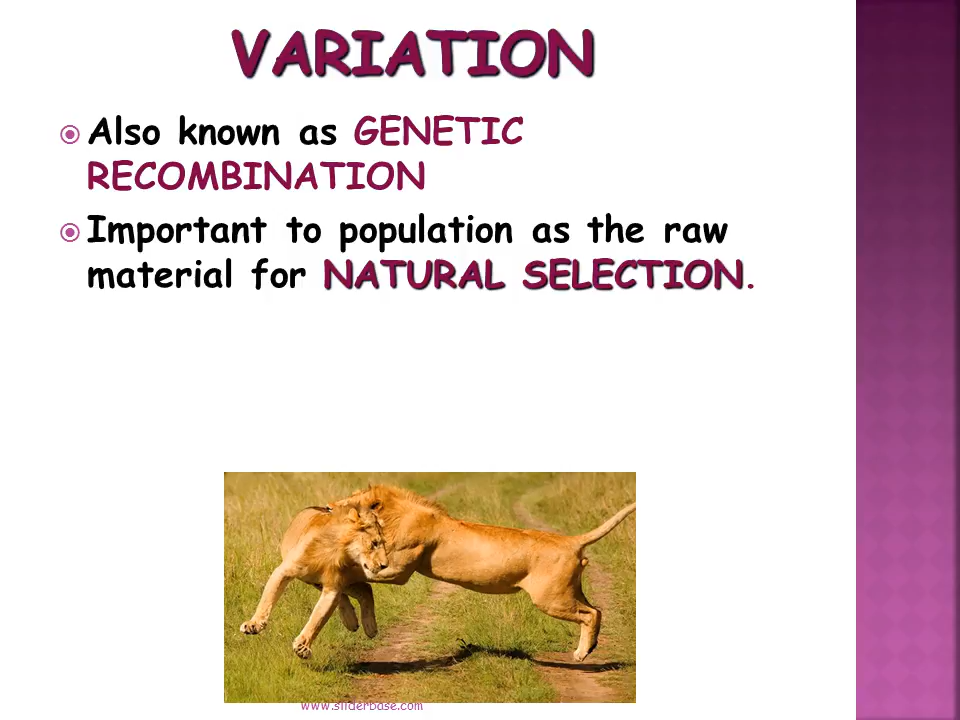 VARIATION
Also known as GENETIC
RECOMBINATION
Important to population as the raw
material for NATURAL SELECTION.
www.sliderbase.com